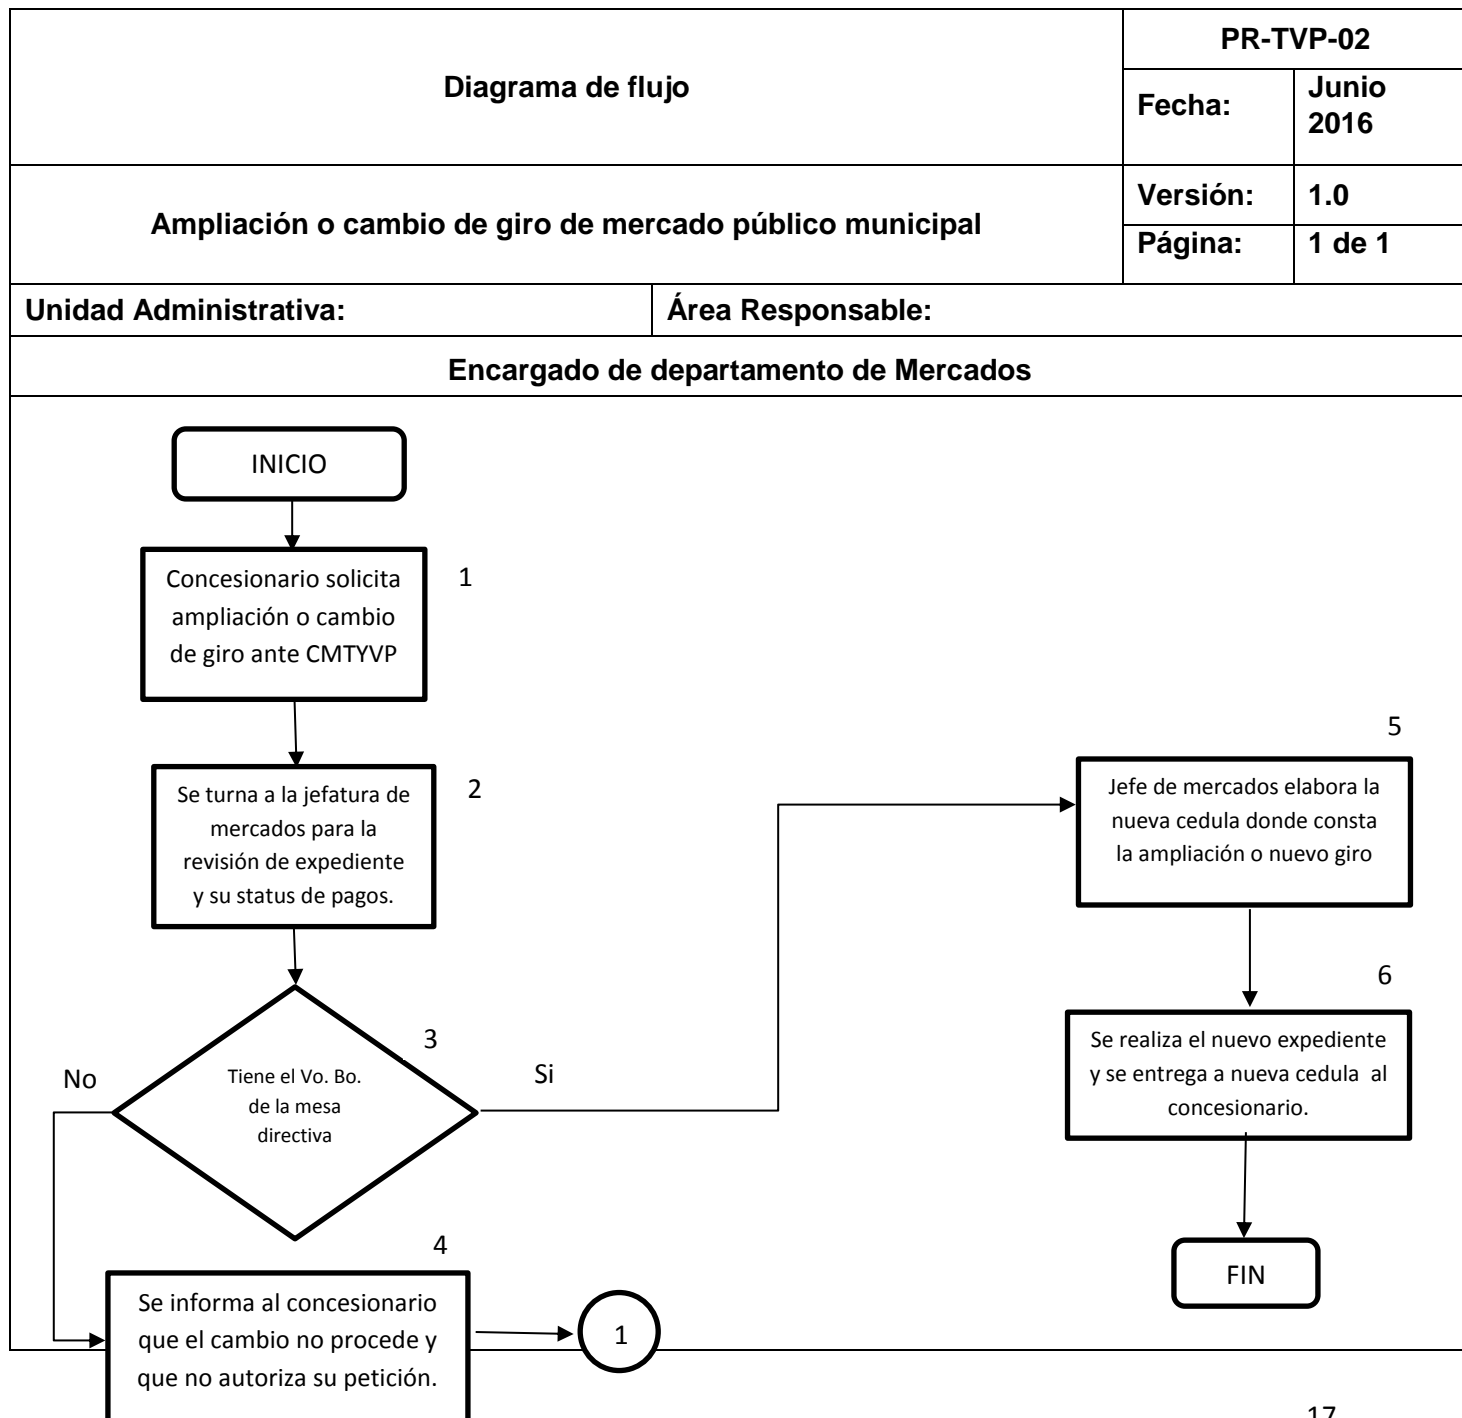 Diagrama de flujo
PR-TVP-02
Fecha:
Junio
2016
Ampliación o cambio de giro de mercado público municipal
Versión:
1.0
Página:
1 de 1
Unidad Administrativa:
Área Responsable:
Encargado de departamento de Mercados
INICIO
Concesionario solicita
ampliación o cambio
de giro ante CMTYVP
1
Se turna a la jefatura de
mercados para la
revisión de expediente
y su status de pagos.
2
Tiene el Vo. Bo.
de la mesa
directiva
3
No
Si
4
Se informa al concesionario
que el cambio no procede y
que no autoriza su petición.
1
5
Jefe de mercados elabora la
nueva cedula donde consta
la ampliación o nuevo giro
6
Se realiza el nuevo expediente
y se entrega a nueva cedula al
concesionario.
FIN
17